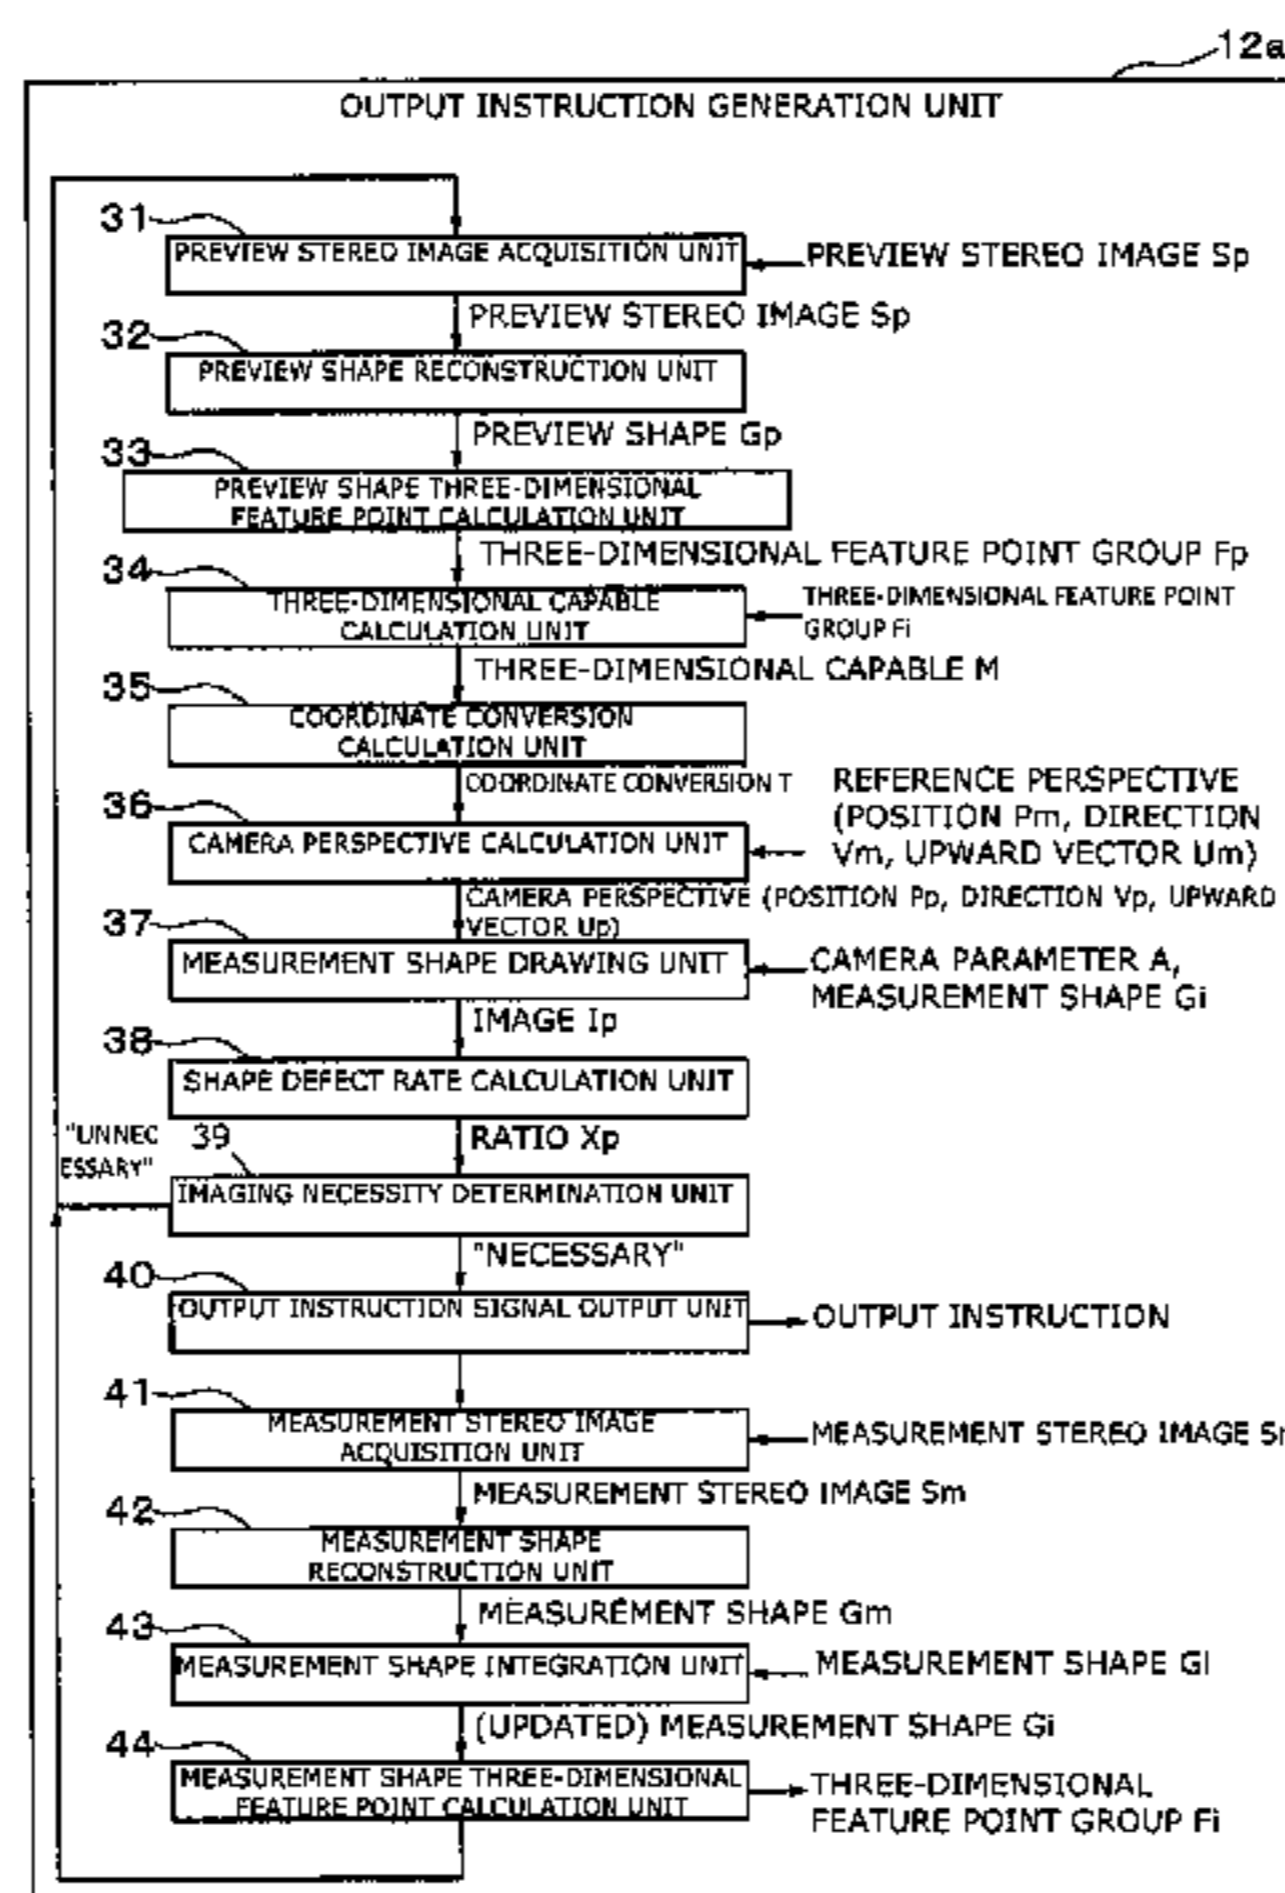 12a
OUTPUT INSTRUCTION GENERATION UNIT
31
PREVIEW STEREO IMAGE ACQUISITION UNIT
PREVIEW STEREO IMAGE Sp
PREVIEW STEREO IMAGE Sp
32
PREVIEW SHAPE RECONSTRUCTION UNIT
PREVIEW SHAPE Gp
33
PREVIEW SHAPE THREE-DIMENSIONAL
FEATURE POINT CALCULATION UNIT
THREE-DIMENSIONAL FEATURE POINT GROUP Fp
34
THREE-DIMENSIONAL CAPABLE
CALCULATION UNIT
THREE-DIMENSIONAL FEATURE POINT
GROUP Fi
THREE-DIMENSIONAL CAPABLE M
35
COORDINATE CONVERSION
CALCULATION UNIT
COORDINATE CONVERSION T
36
CAMERA PERSPECTIVE CALCULATION UNIT
REFERENCE PERSPECTIVE
(POSITION Pm, DIRECTION
Vm, UPWARD VECTOR Um)
CAMERA PERSPECTIVE (POSITION Pp, DIRECTION Vp, UPWARD
VECTOR Up)
37
MEASUREMENT SHAPE DRAWING UNIT
CAMERA PARAMETER A,
MEASUREMENT SHAPE Gi
IMAGE Ip
38
SHAPE DEFECT RATE CALCULATION UNIT
RATIO Xp
"UNNEC
ESSARY"
39
IMAGING NECESSITY DETERMINATION UNIT
"NECESSARY"
40
OUTPUT INSTRUCTION SIGNAL OUTPUT UNIT
OUTPUT INSTRUCTION
41
MEASUREMENT STEREO IMAGE
ACQUISITION UNIT
MEASUREMENT STEREO IMAGE
MEASUREMENT STEREO IMAGE Sm
42
MEASUREMENT SHAPE
RECONSTRUCTION UNIT
MEASUREMENT SHAPE Gm
43
MEASUREMENT SHAPE INTEGRATION UNIT
MEASUREMENT SHAPE Gi
(UPDATED) MEASUREMENT SHAPE Gi
44
MEASUREMENT SHAPE THREE-DIMENSIONAL
FEATURE POINT CALCULATION UNIT
THREE-DIMENSIONAL
FEATURE POINT GROUP Fi